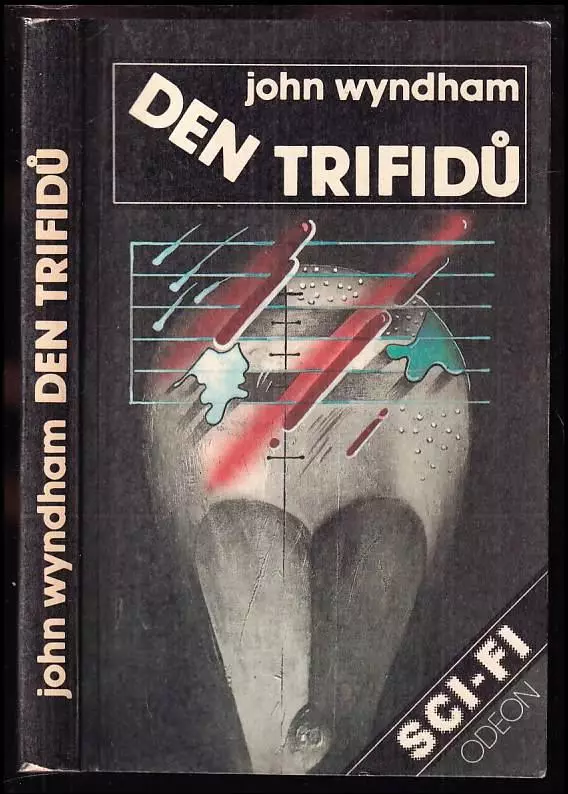 john wyndham DEN TRIFIDŮ
john wyndham
DEN TRIFIDŮ
SCI-FI
ODEON